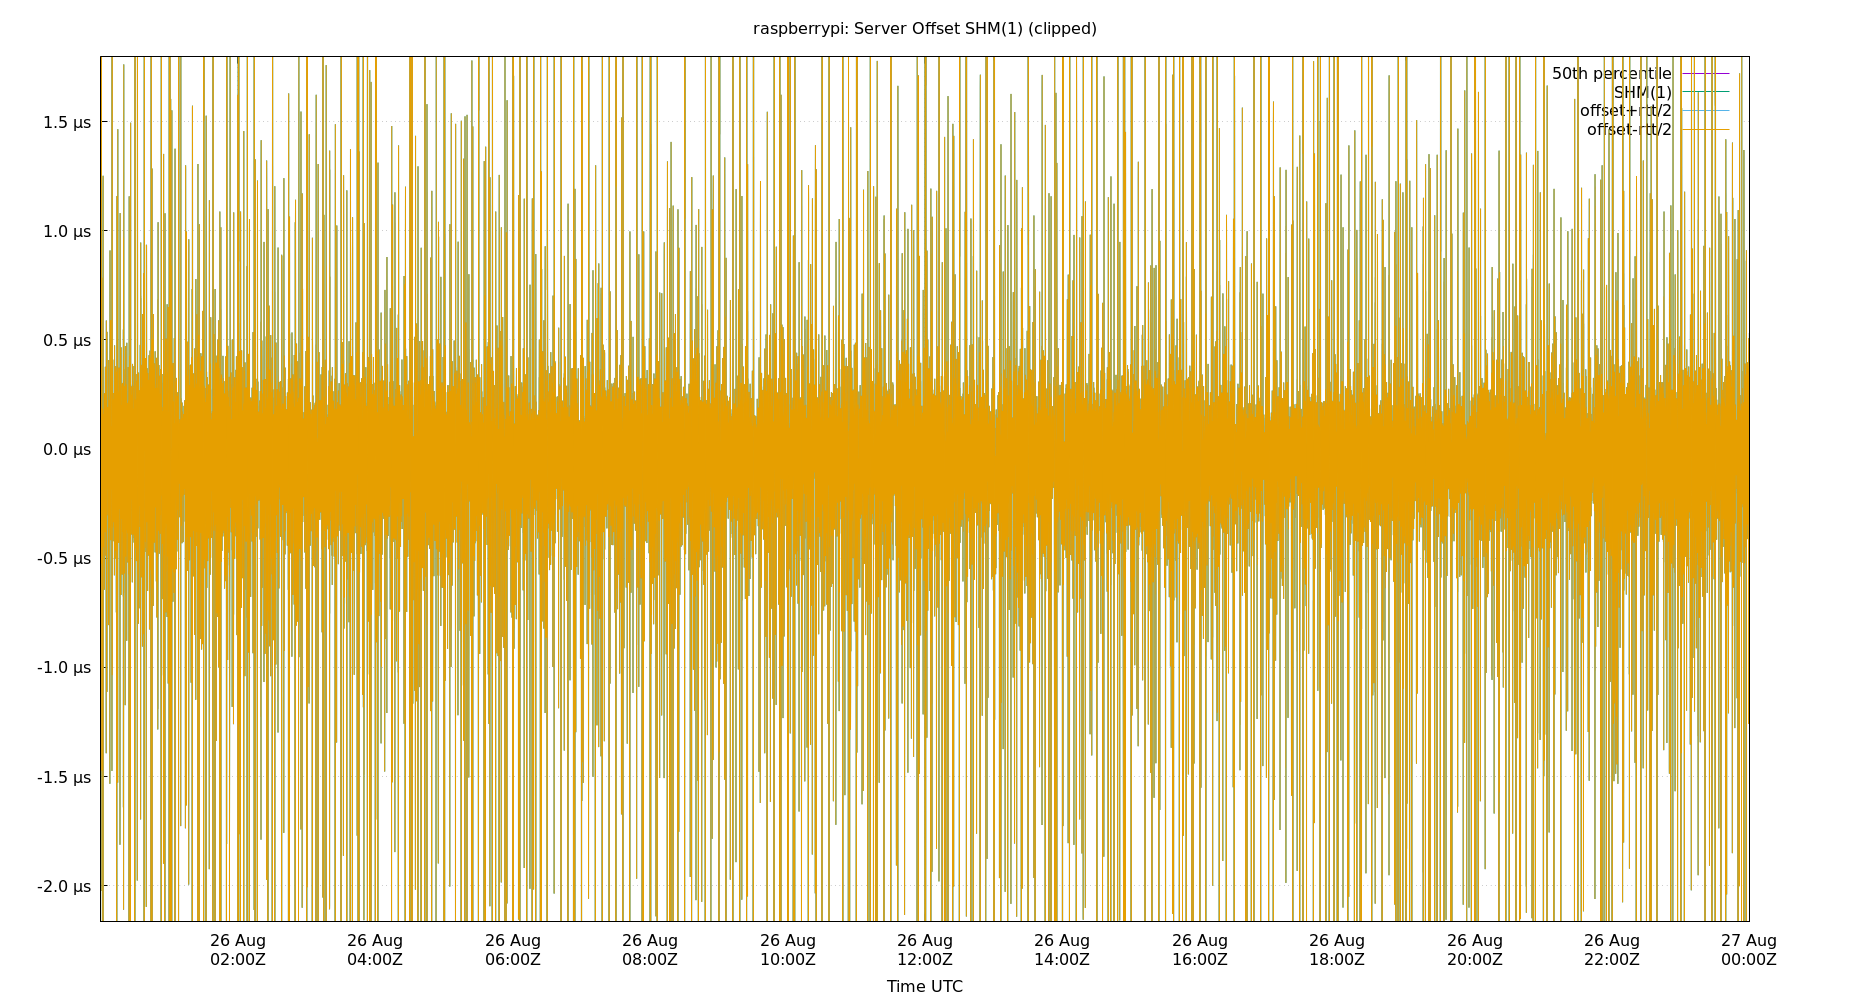 raspberrypi: Server Offset SHM(1) (clipped)
50th percentile
SHM(1)
offset+rtt/2
offset-rtt/2
1.5 µs
1.0 µs
0.5 µs
0.0 µs
-0.5 µs
-1.0 µs
-1.5 µs
-2.0 µs
26 Aug 26 Aug 26 Aug 26 Aug 26 Aug 26 Aug 26 Aug 26 Aug 26 Aug 26 Aug 26 Aug 27 Aug
02:00Z 04:00Z 06:00Z 08:00Z 10:00Z 12:00Z 14:00Z 16:00Z 18:00Z 20:00Z 22:00Z 00:00Z
Time UTC